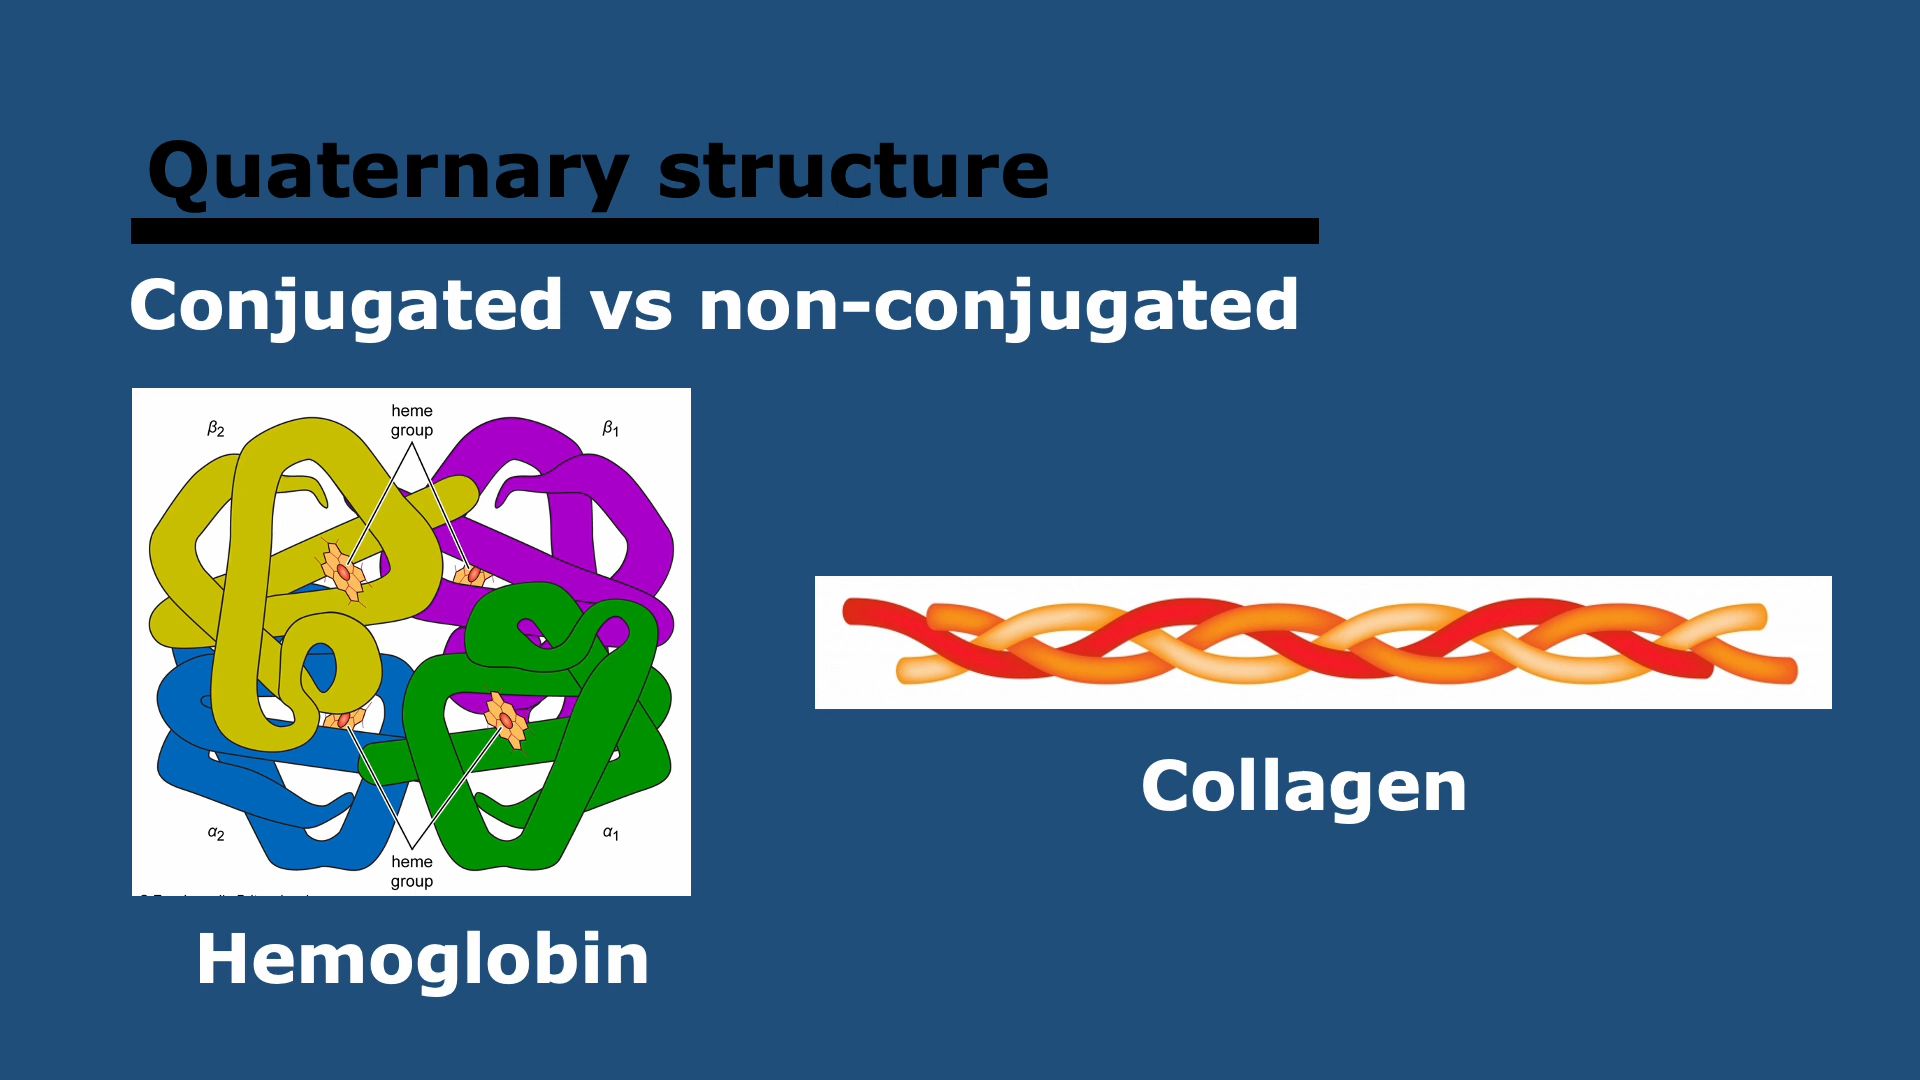 Quaternary structure
Conjugated vs non-conjugated
heme
group
β2
β1
α2
α1
heme
group
Collagen
Hemoglobin